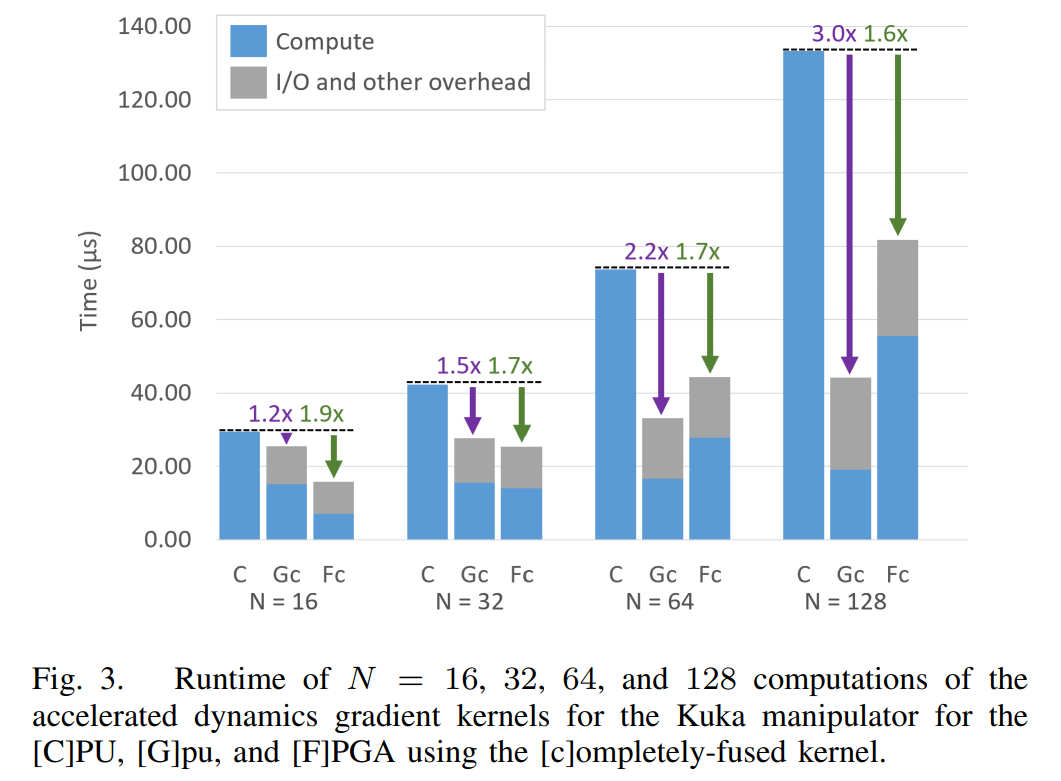 140.00
120.00
100.00
80.00
60.00
40.00
20.00
0.00
Time (µs)
Compute
I/O and other overhead
1.2x 1.9x
1.5x 1.7x
2.2x 1.7x
3.0x 1.6x
C Gc Fc C Gc Fc C Gc Fc C Gc Fc
N = 16 N = 32 N = 64 N = 128
Fig. 3. Runtime of N = 16, 32, 64, and 128 computations of the
accelerated dynamics gradient kernels for the Kuka manipulator for the
[C]PU, [G]pu, and [F]PGA using the [c]ompletely-fused kernel.